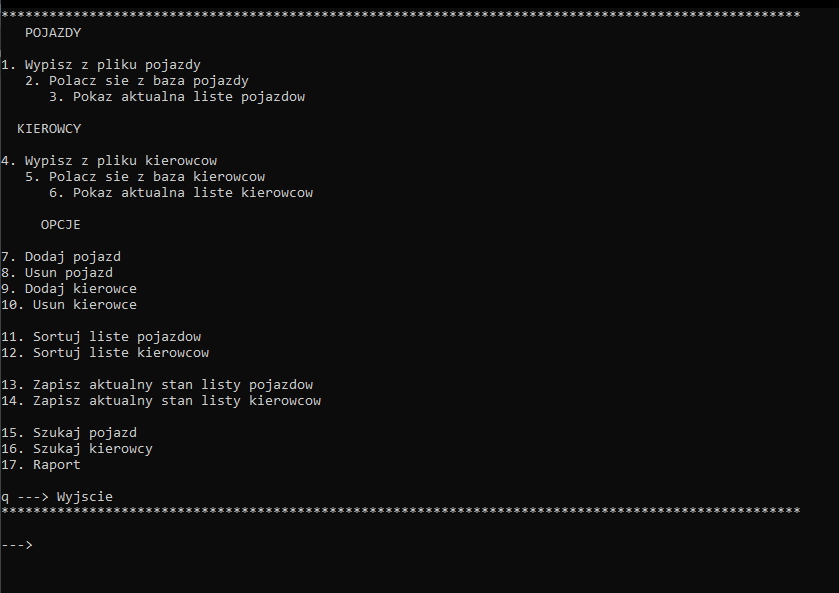 ****************************************************************************************************
POJAZDY
1. Wypisz z pliku pojazdy
2. Polacz sie z baza pojazdy
3. Pokaz aktualna liste pojazdow
KIEROWCY
4. Wypisz z pliku kierowcow
5. Polacz sie z baza kierowcow
6. Pokaz aktualna liste kierowcow
OPCJE
7. Dodaj pojazd
8. Usun pojazd
9. Dodaj kierowce
10. Usun kierowce
11. Sortuj liste pojazdow
12. Sortuj liste kierowcow
13. Zapisz aktualny stan listy pojazdow
14. Zapisz aktualny stan listy kierowcow
15. Szukaj pojazd
16. Szukaj kierowcy
17. Raport
q ---> Wyjscie
****************************************************************************************************
--->